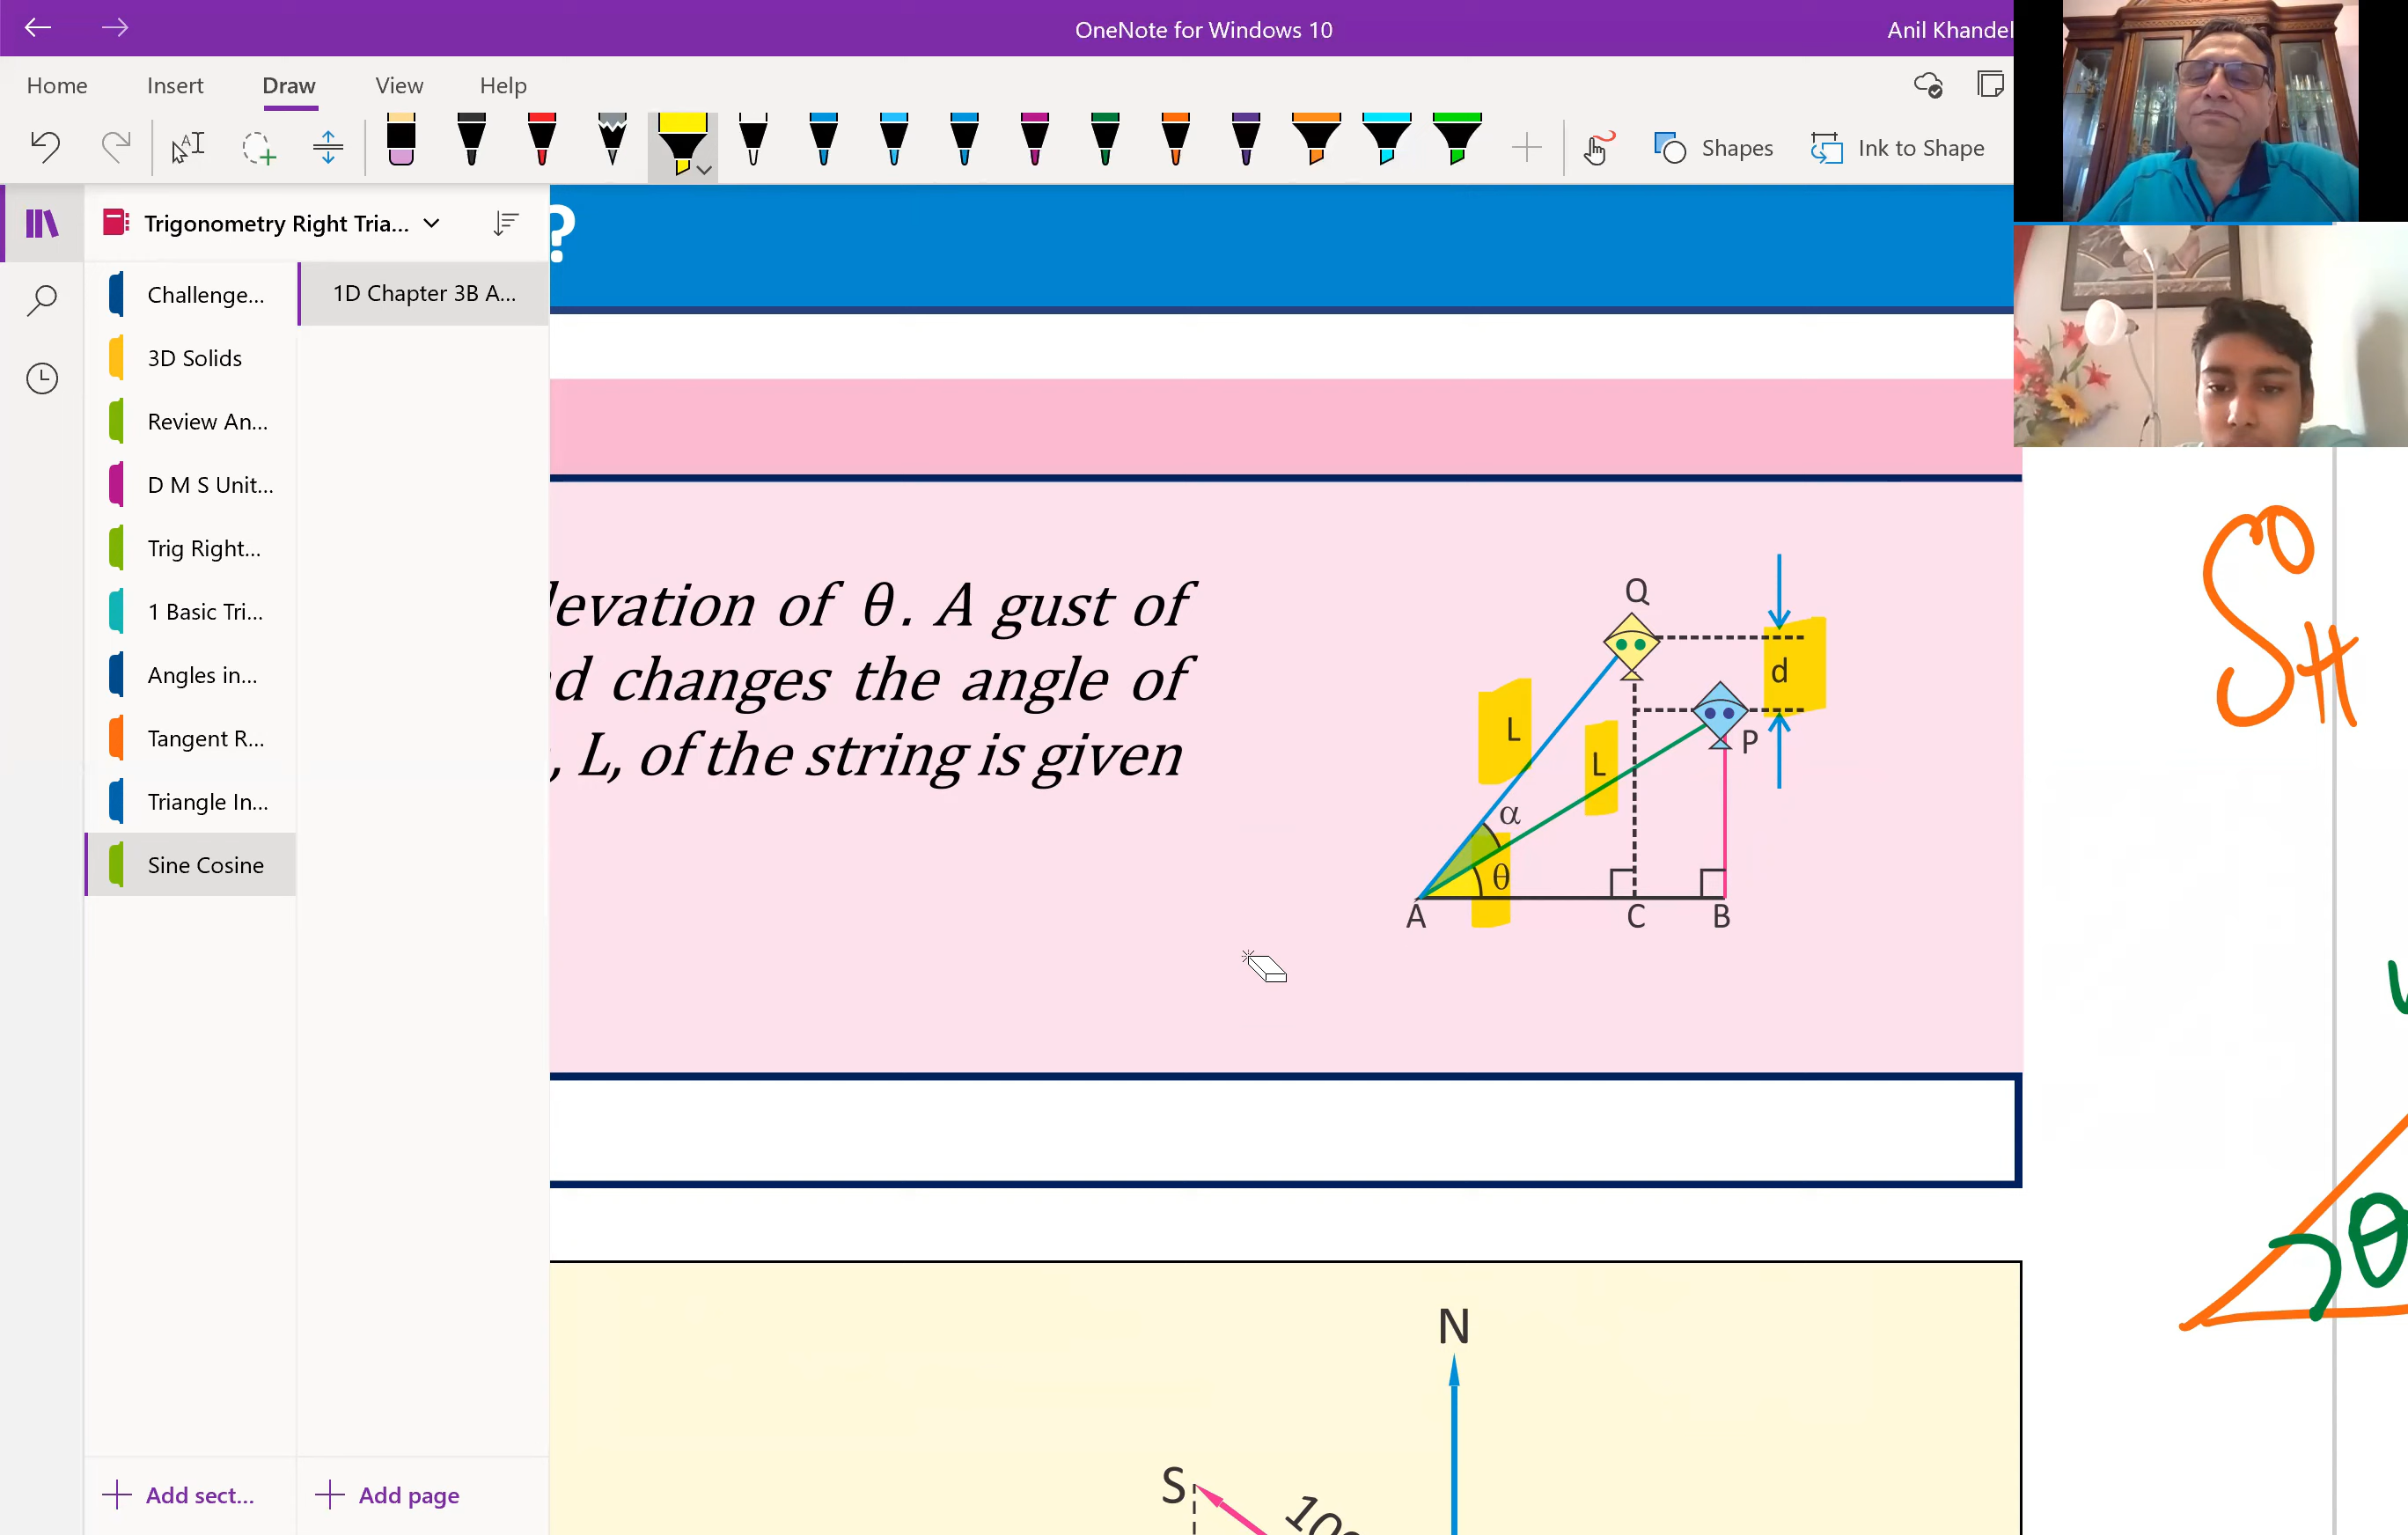 OneNote for Windows 10
Anil Khandel
Home Insert Draw View Help
Shapes
Ink to Shape
Trigonometry Right Tria...
?
Challenge...
1D Chapter 3B A...
3D Solids
Review An...
D M S Unit...
Trig Right...
1 Basic Tri...
Angles in...
Tangent R...
Triangle In...
Sine Cosine
levation of θ. A gust of
d changes the angle of
, L, of the string is given
Q
d
L
L
P
α
θ
A C B
θ
N
S
Add sect...
Add page